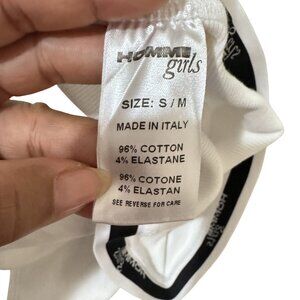 HOMME
girls
SIZE: S / M
MADE IN ITALY
96% COTTON
4% ELASTANE
96% COTONE
4% ELASTAN
SEE REVERSE FOR CARE